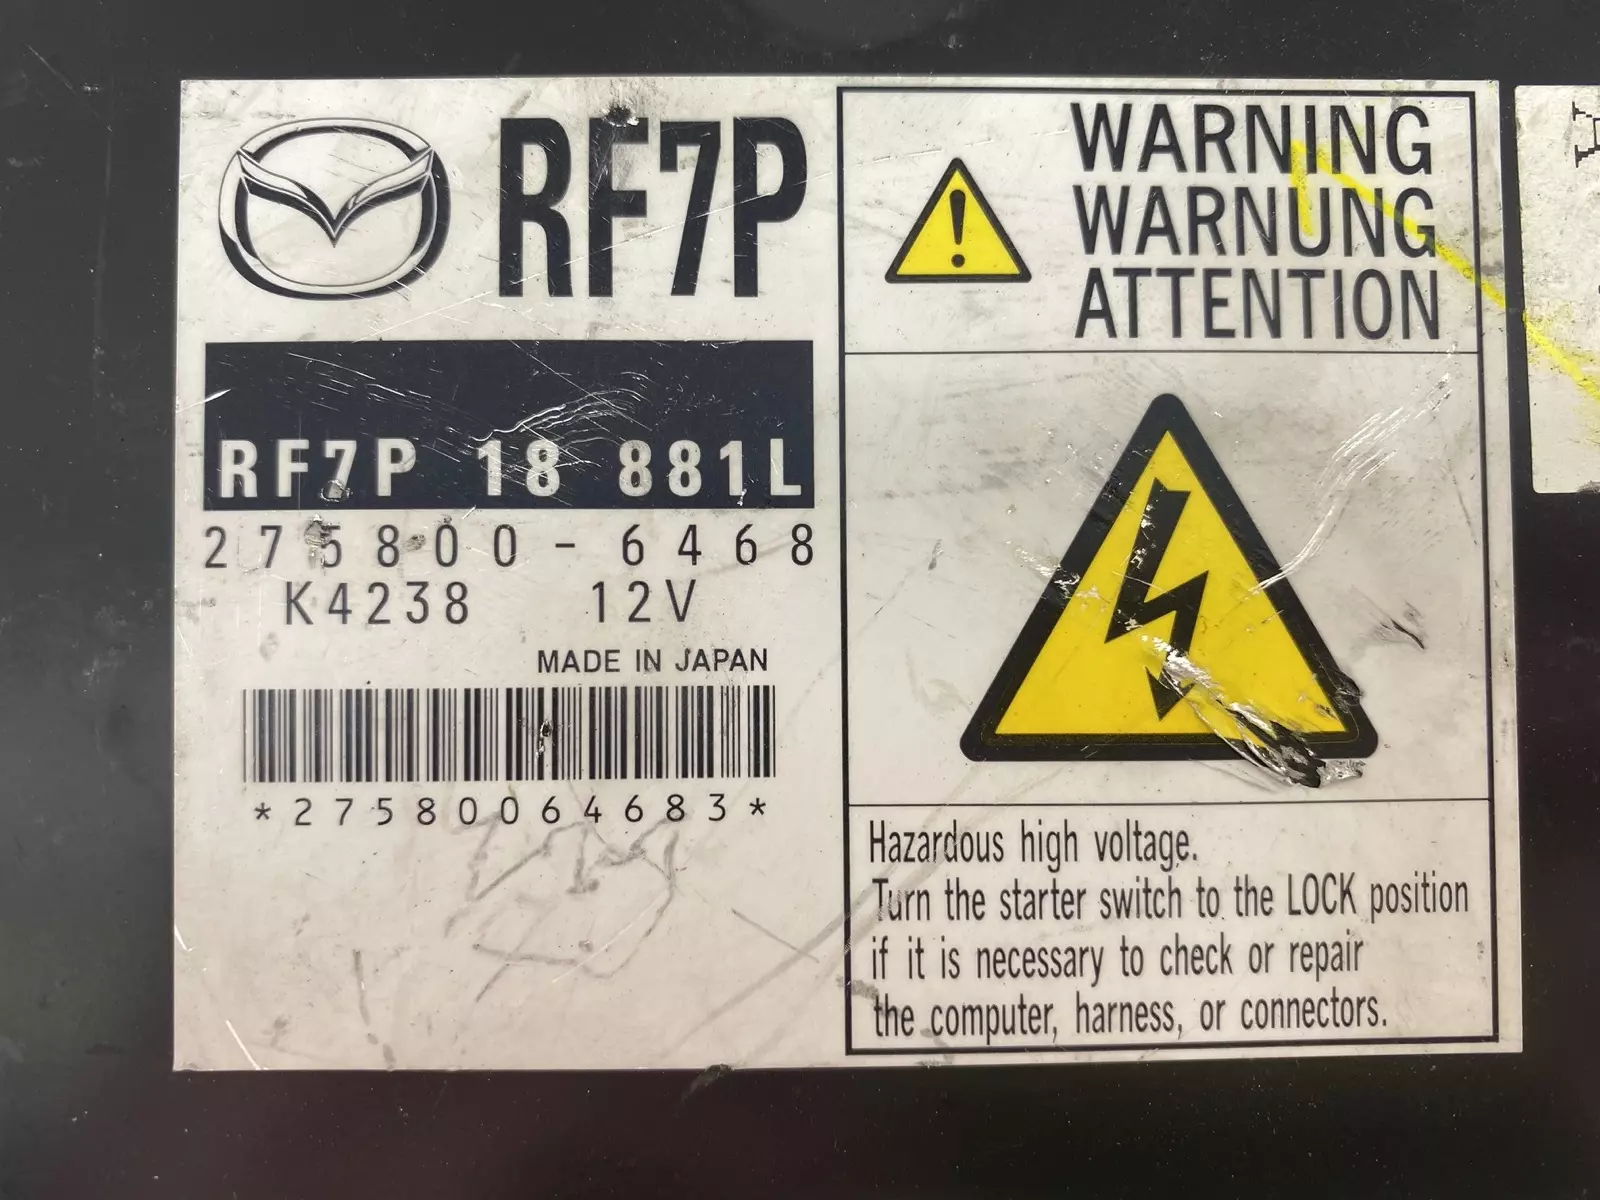 RF7P
RF7P 18 881L
275800-6468
K4238 12V
MADE IN JAPAN
*27580064683*
WARNING
WARNUNG
ATTENTION
Hazardous high voltage.
Turn the starter switch to the LOCK position
if it is necessary to check or repair
the computer, harness, or connectors.